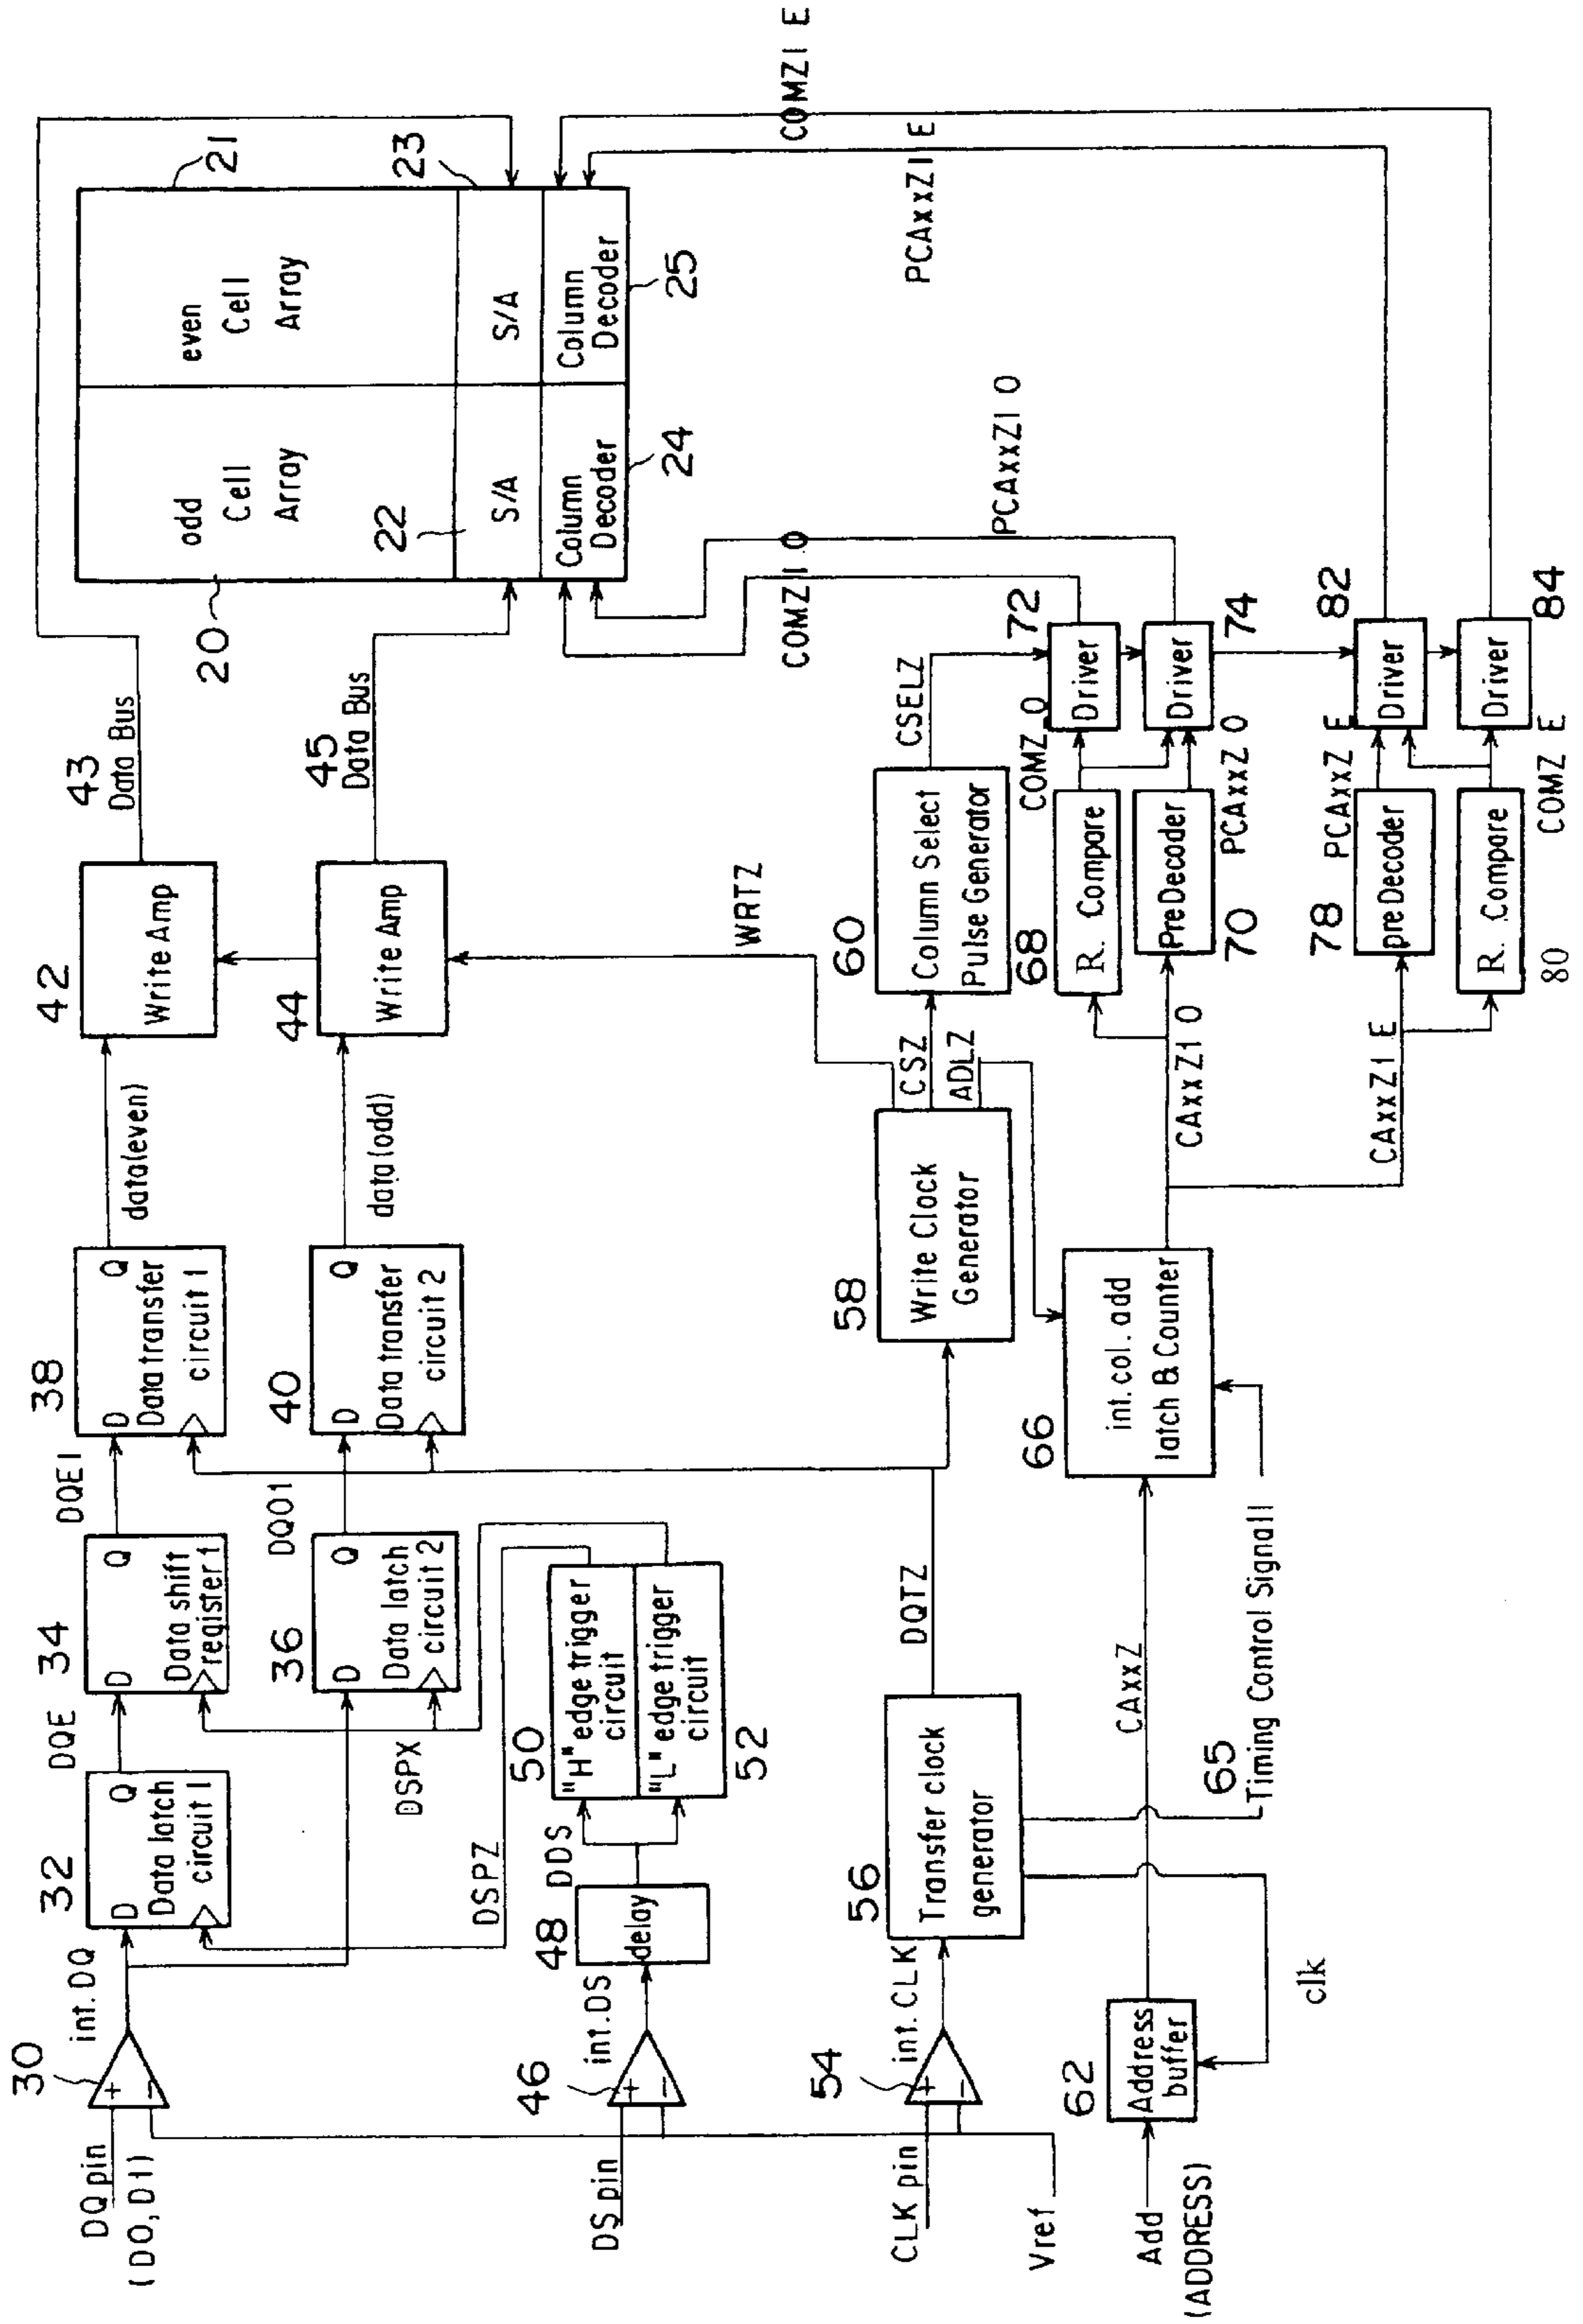 DQ pin
(D0, D1)
30
int.DQ
32
D Q
Data latch
circuit 1
DQE
34
D Q
Data shift
register 1
DQE1
38
D Q
Data transfer
circuit 1
data(even)
42
Write Amp
43
Data Bus
36
D Q
Data latch
circuit 2
DQO1
40
D Q
Data transfer
circuit 2
data(odd)
44
Write Amp
45
Data Bus
20
odd
Cell
Array
even
Cell
Array
21
22
S/A
S/A
23
Column
Decoder
24
Column
Decoder
25
DSPX
DSPZ
DS pin
46
int.DS
48
delay
DDS
50
"H" edge trigger
circuit
"L" edge trigger
circuit
52
CLK pin
54
int.CLK
56
Transfer clock
generator
DQTZ
58
Write Clock
Generator
WRTZ
CSZ
ADLZ
60
Column Select
Pulse Generator
CSELZ
Vref
Add
(ADDRESS)
62
Address
buffer
clk
CAxxZ
65
Timing Control Signal1
66
int.col. add
latch & Counter
CAxxZ1 O
CAxxZ1 E
68
R. Compare
COMZ O
72
Driver
COMZ1 O
70
PreDecoder
PCAxxZ O
Driver
74
PCAxxZ1 O
78
preDecoder
PCAxxZ E
Driver
82
PCAxxZ1 E
80
R. Compare
COMZ E
Driver
84
COMZ1 E